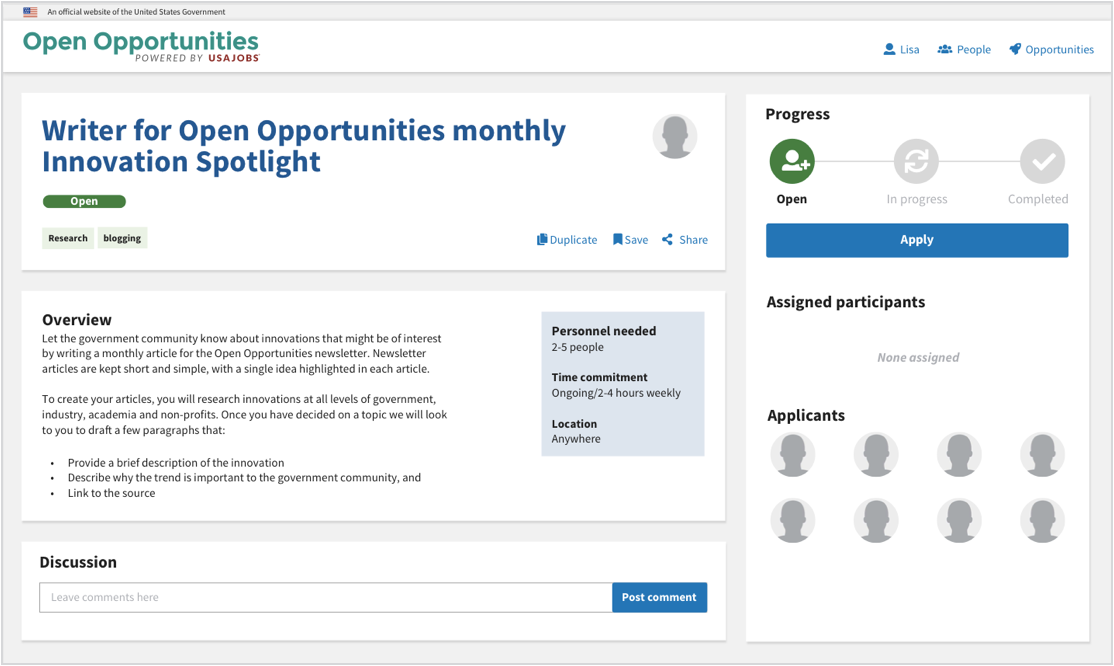 An official website of the United States Government
Open Opportunities
POWERED BY USAJOBS
Lisa
People
Opportunities
Writer for Open Opportunities monthly
Innovation Spotlight
Open
Research
blogging
Duplicate
Save
Share
Overview
Let the government community know about innovations that might be of interest
by writing a monthly article for the Open Opportunities newsletter. Newsletter
articles are kept short and simple, with a single idea highlighted in each article.
To create your articles, you will research innovations at all levels of government,
industry, academia and non-profits. Once you have decided on a topic we will look
to you to draft a few paragraphs that:
• Provide a brief description of the innovation
• Describe why the trend is important to the government community, and
• Link to the source
Personnel needed
2-5 people
Time commitment
Ongoing/2-4 hours weekly
Location
Anywhere
Discussion
Leave comments here
Post comment
Progress
Open
In progress
Completed
Apply
Assigned participants
None assigned
Applicants